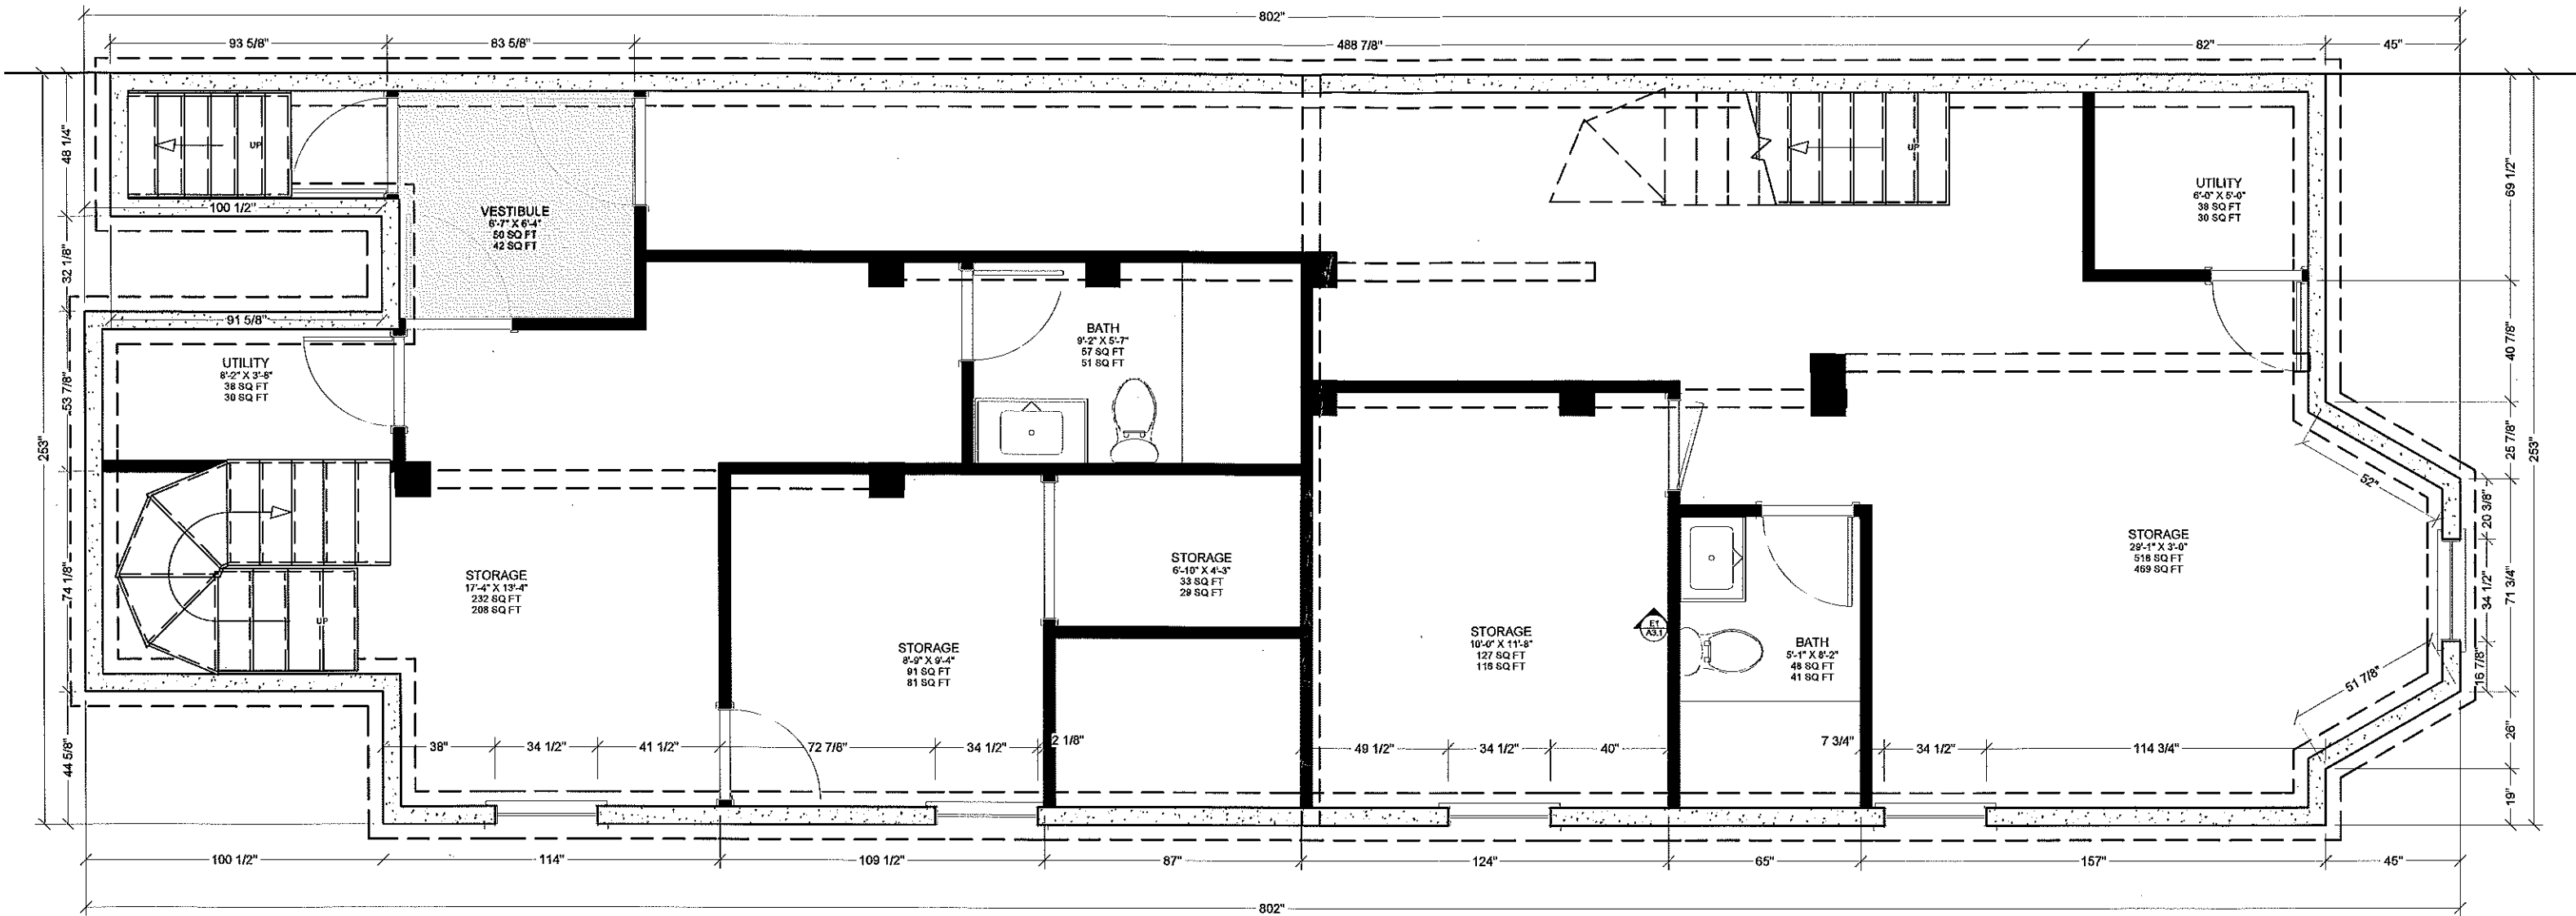 802"
93 5/8"
83 5/8"
488 7/8"
82"
45"
48 1/4"
32 1/8"
53 7/8"
74 1/8"
44 5/8"
253"
UP
100 1/2"
91 5/8"
VESTIBULE
6'-7" X 6'-4"
50 SQ FT
42 SQ FT
UP
UTILITY
6'-0" X 5'-0"
38 SQ FT
30 SQ FT
69 1/2"
40 7/8"
25 7/8"
71 3/4"
26"
19"
253"
20 3/8"
34 1/2"
16 7/8"
52"
51 7/8"
UTILITY
8'-2" X 3'-8"
38 SQ FT
30 SQ FT
BATH
9'-2" X 5'-7"
57 SQ FT
51 SQ FT
UP
STORAGE
17'-4" X 13'-4"
232 SQ FT
208 SQ FT
STORAGE
8'-9" X 9'-4"
91 SQ FT
81 SQ FT
STORAGE
6'-10" X 4'-3"
33 SQ FT
29 SQ FT
STORAGE
10'-0" X 11'-8"
127 SQ FT
116 SQ FT
E1
A3.1
BATH
5'-1" X 8'-2"
48 SQ FT
41 SQ FT
STORAGE
29'-1" X 3'-0"
516 SQ FT
469 SQ FT
38"
34 1/2"
41 1/2"
72 7/8"
34 1/2"
2 1/8"
49 1/2"
34 1/2"
40"
7 3/4"
34 1/2"
114 3/4"
100 1/2"
114"
109 1/2"
87"
124"
65"
157"
45"
802"